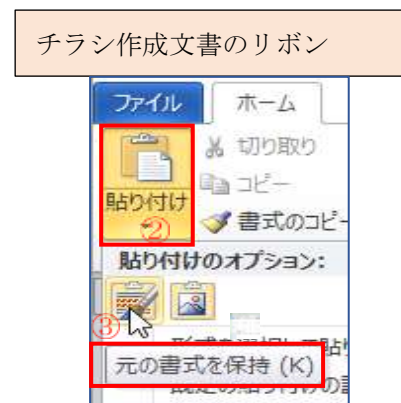 チラシ作成文書のリボン
ファイル ホーム
切り取り
コピー
貼り付け
書式のコピー
②
貼り付けのオプション:
③
元の書式を保持 (K)